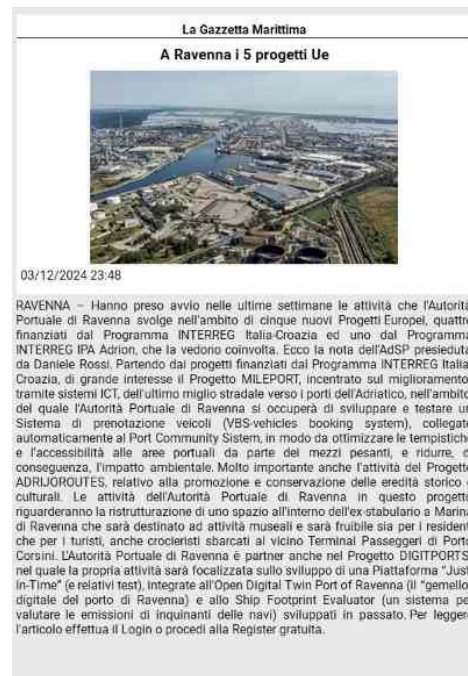 La Gazzetta Marittima
A Ravenna i 5 progetti Ue
03/12/2024 23:48
RAVENNA – Hanno preso avvio nelle ultime settimane le attività che l'Autorità
Portuale di Ravenna svolge nell'ambito di cinque nuovi Progetti Europei, quattro
finanziati dal Programma INTERREG Italia-Croazia ed uno dal Programma
INTERREG IPA Adrion, che la vedono coinvolta. Ecco la nota dell'AdSP presieduta
da Daniele Rossi. Partendo dai progetti finanziati dal Programma INTERREG Italia-
Croazia, di grande interesse il Progetto MILEPORT, incentrato sul miglioramento,
tramite sistemi ICT, dell'ultimo miglio stradale verso i porti dell'Adriatico, nell'ambito
del quale l'Autorità Portuale di Ravenna si occuperà di sviluppare e testare un
Sistema di prenotazione veicoli (VBS-vehicles booking system), collegato
automaticamente al Port Community Sistem, in modo da ottimizzare le tempistiche
e l'accessibilità alle aree portuali da parte dei mezzi pesanti, e ridurre, di
conseguenza, l'impatto ambientale. Molto importante anche l'attività del Progetto
ADRIJOROUTES, relativo alla promozione e conservazione delle eredità storico e
culturali. Le attività dell'Autorità Portuale di Ravenna in questo progetto
riguarderanno la ristrutturazione di uno spazio all'interno dell'ex-stabulario a Marina
di Ravenna che sarà destinato ad attività museali e sarà fruibile sia per i residenti
che per i turisti, anche crocieristi sbarcati al vicino Terminal Passeggeri di Porto
Corsini. L'Autorità Portuale di Ravenna è partner anche nel Progetto DIGITPORTS,
nel quale la propria attività sarà focalizzata sullo sviluppo di una Piattaforma "Just-
In-Time" (e relativi test), integrate all'Open Digital Twin Port of Ravenna (il "gemello"
digitale del porto di Ravenna) e allo Ship Footprint Evaluator (un sistema per
valutare le emissioni di inquinanti delle navi) sviluppati in passato. Per leggere
l'articolo effettua il Login o procedi alla Register gratuita.